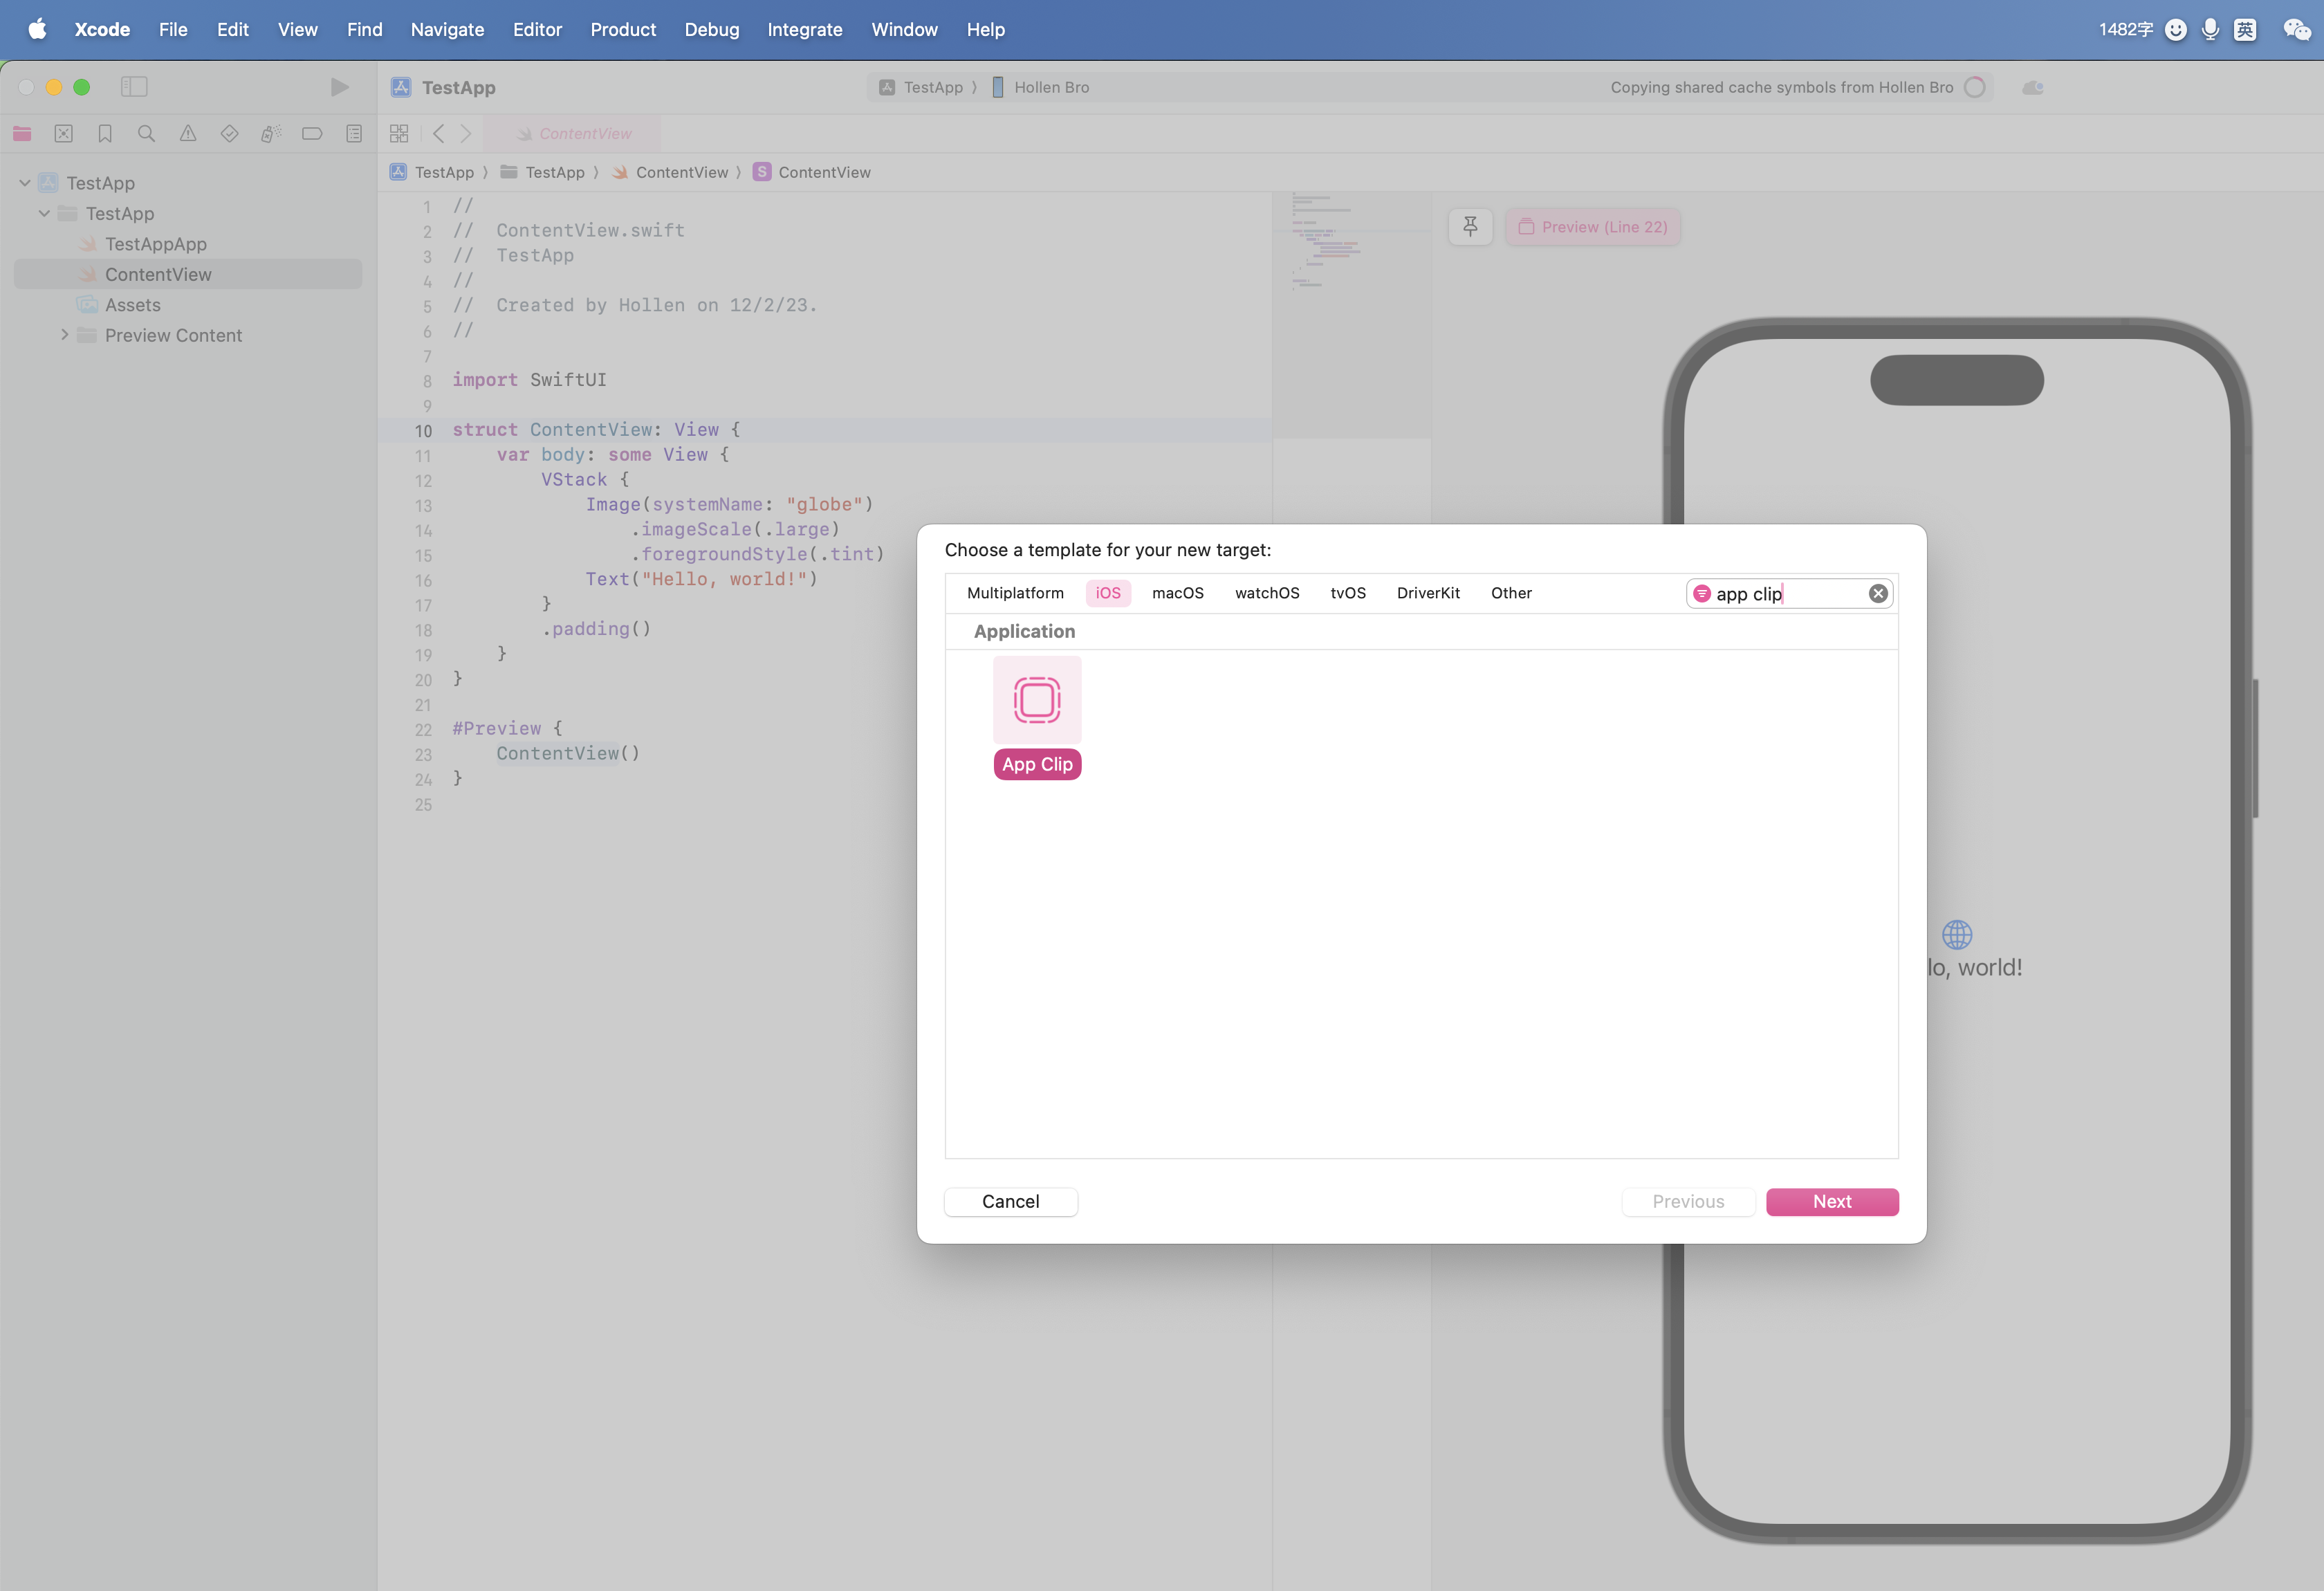 Xcode File Edit View Find Navigate Editor Product Debug Integrate Window Help 1482字 英
TestApp TestApp 〉 Hollen Bro Copying shared cache symbols from Hollen Bro
ContentView
TestApp 〉 TestApp 〉 ContentView 〉 S ContentView
TestApp
TestApp
TestAppApp
ContentView
Assets
Preview Content
1 //
2 //  ContentView.swift
3 //  TestApp
4 //
5 //  Created by Hollen on 12/2/23.
6 //
7
8 import SwiftUI
9
10 struct ContentView: View {
11     var body: some View {
12         VStack {
13             Image(systemName: "globe")
14                 .imageScale(.large)
15                 .foregroundStyle(.tint)
16             Text("Hello, world!")
17         }
18         .padding()
19     }
20 }
21
22 #Preview {
23     ContentView()
24 }
25
Preview (Line 22)
lo, world!
Choose a template for your new target:
Multiplatform iOS macOS watchOS tvOS DriverKit Other app clip
Application
App Clip
Cancel Previous Next